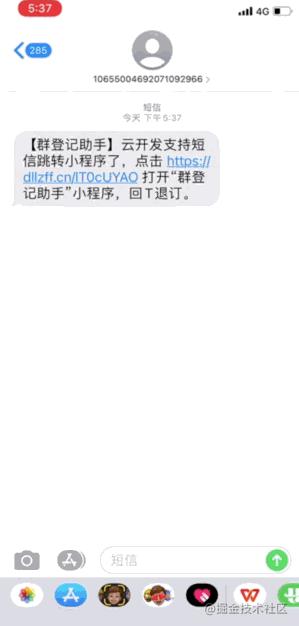 5:37
4G
285
10655004692071092966 >
短信
今天 下午5:37
【群登记助手】云开发支持短
信跳转小程序了，点击 https://
dllzff.cn/lT0cUYAO 打开“群登
记助手”小程序，回T退订。
短信
@掘金技术社区